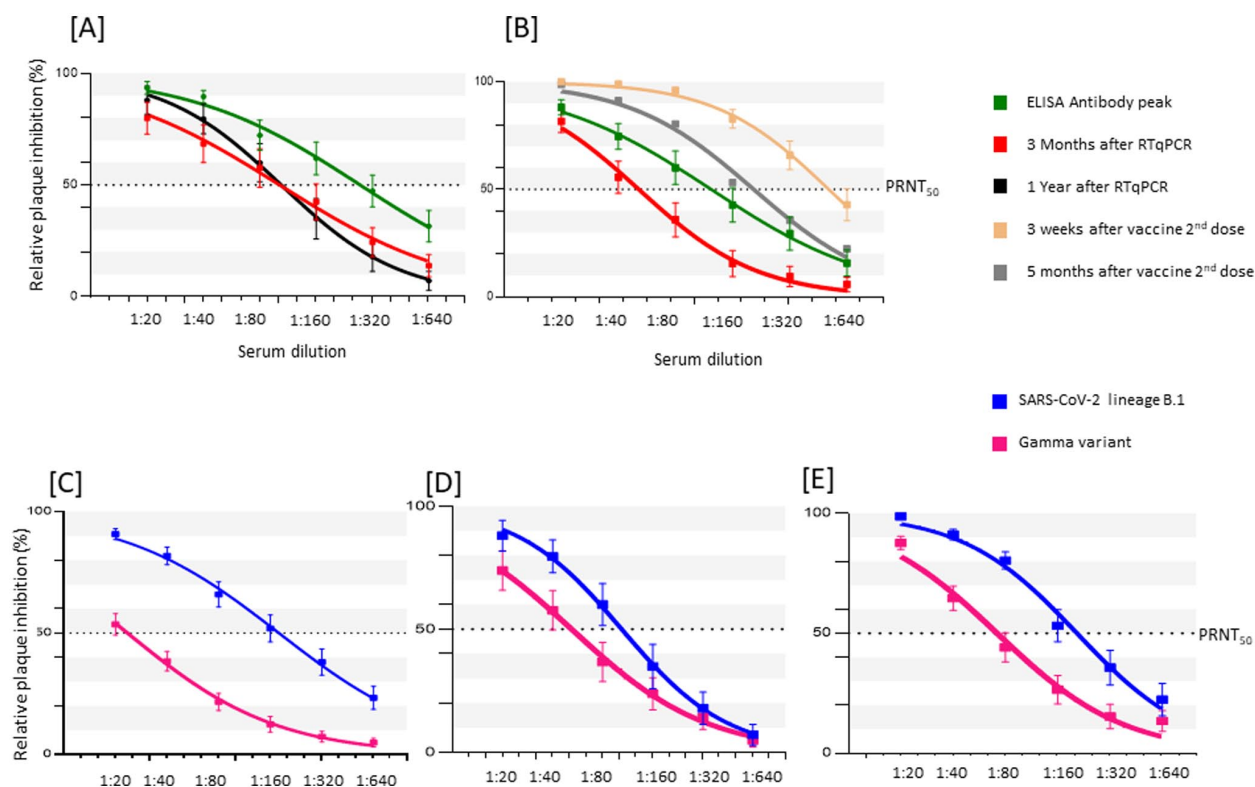 [A]
[B]
Relative plaque inhibition (%)
100
50
0
1:20 1:40 1:80 1:160 1:320 1:640
Serum dilution
100
50
0
PRNT50
1:20 1:40 1:80 1:160 1:320 1:640
Serum dilution
ELISA Antibody peak
3 Months after RTqPCR
1 Year after RTqPCR
3 weeks after vaccine 2nd dose
5 months after vaccine 2nd dose
SARS-CoV-2 lineage B.1
Gamma variant
[C]
[D]
[E]
Relative plaque inhibition (%)
100
50
0
1:20 1:40 1:80 1:160 1:320 1:640
100
50
0
1:20 1:40 1:80 1:160 1:320 1:640
100
50
0
PRNT50
1:20 1:40 1:80 1:160 1:320 1:640